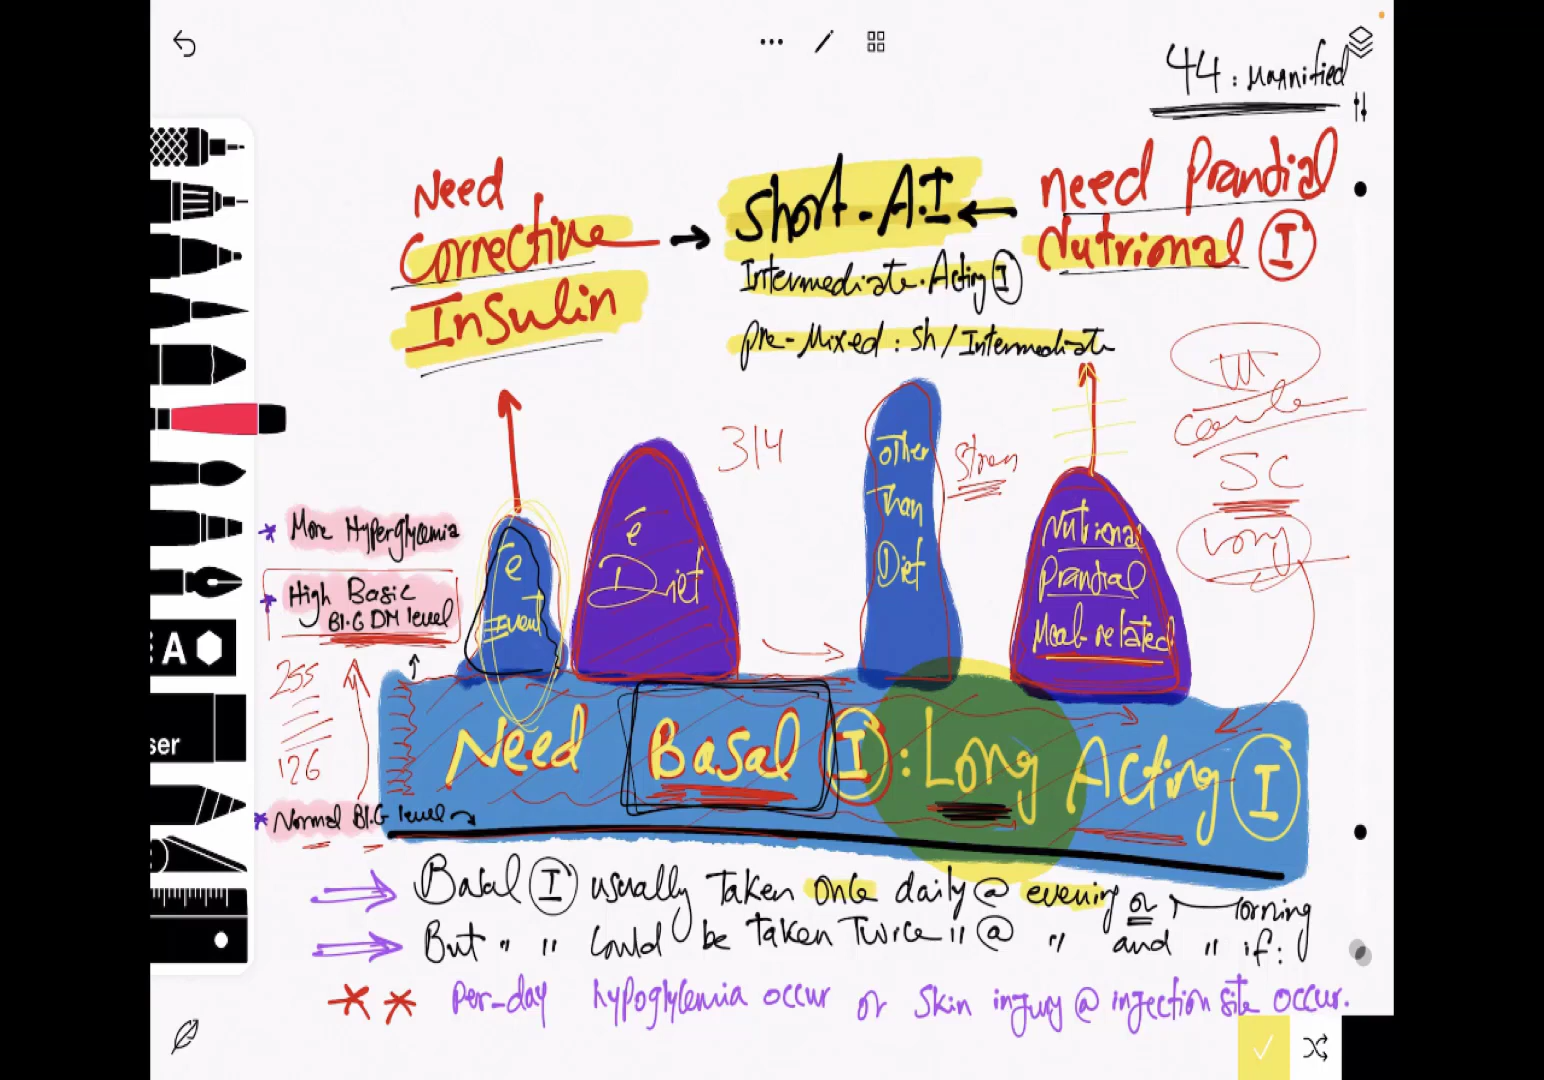 44 : Magnified
Need
Corrective
Insulin
Short-A.I
Intermediate.Acting I
pre-Mixed : sh/Intermediate
need Prandial
Nutrional I
III
SC
Long
314
Other
Than
Diet
Stress
ē
Event
ē
Diet
Nutrional
Prandial
Meal-related
* More Hyperglycemia
* High Basic
Bl.G DM level
255
126
* Normal Bl.G level
Need Basal I : Long Acting I
Basal I usually Taken once daily @ evening or morning
But " " Could be taken Twice " @ " and " if:
** Per-day hypoglycemia occur or skin injury @ injection site occur.
A
ser